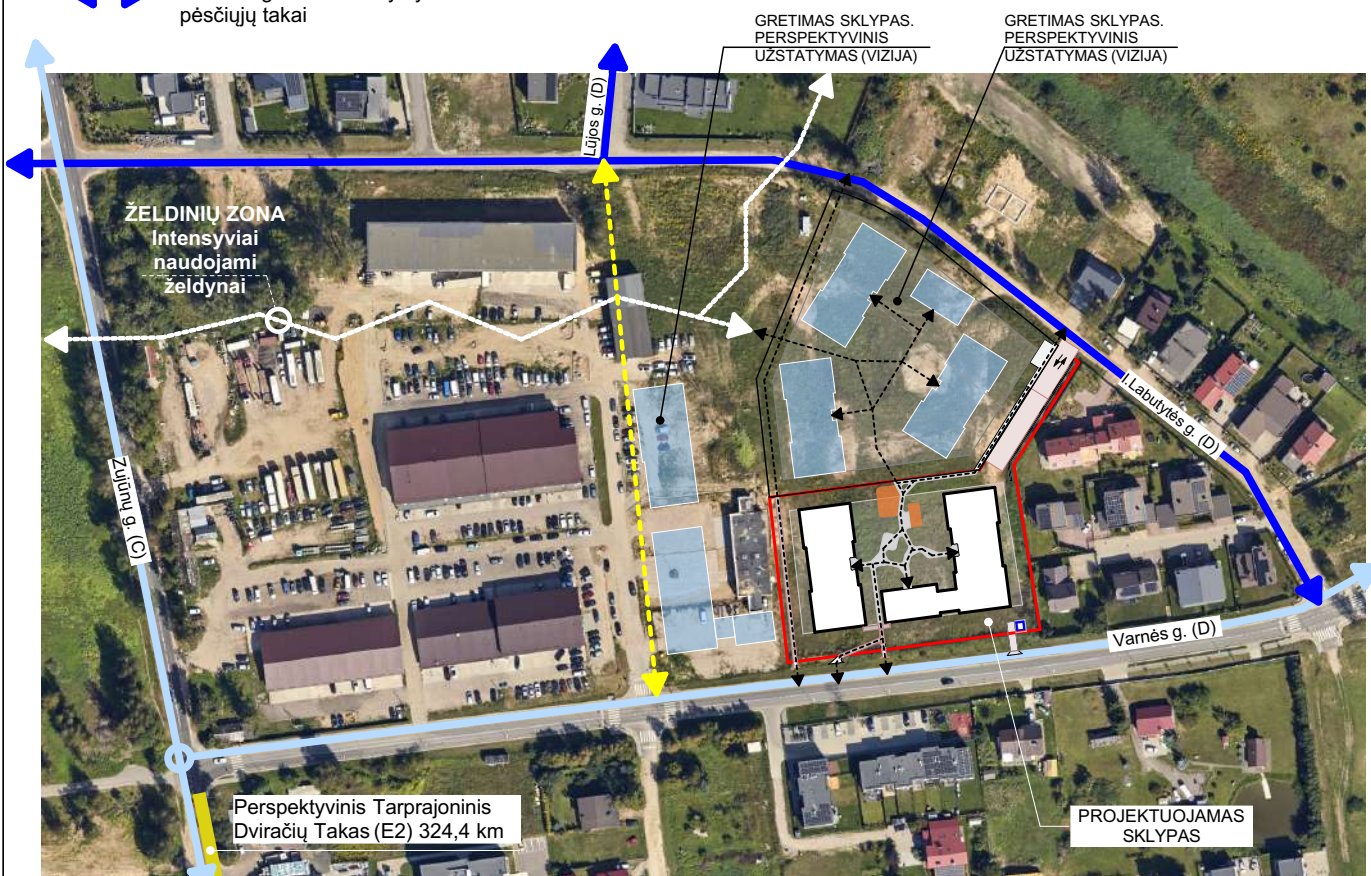 pėsčiųjų takai
GRETIMAS SKLYPAS.
PERSPEKTYVINIS
UŽSTATYMAS (VIZIJA)
GRETIMAS SKLYPAS.
PERSPEKTYVINIS
UŽSTATYMAS (VIZIJA)
Lūjos g. (D)
ŽELDINIŲ ZONA
Intensyviai
naudojami
želdynai
I.Labutytės g. (D)
Zujūnų g. (C)
Varnės g. (D)
Perspektyvinis Tarprajoninis
Dviračių Takas (E2) 324,4 km
PROJEKTUOJAMAS
SKLYPAS